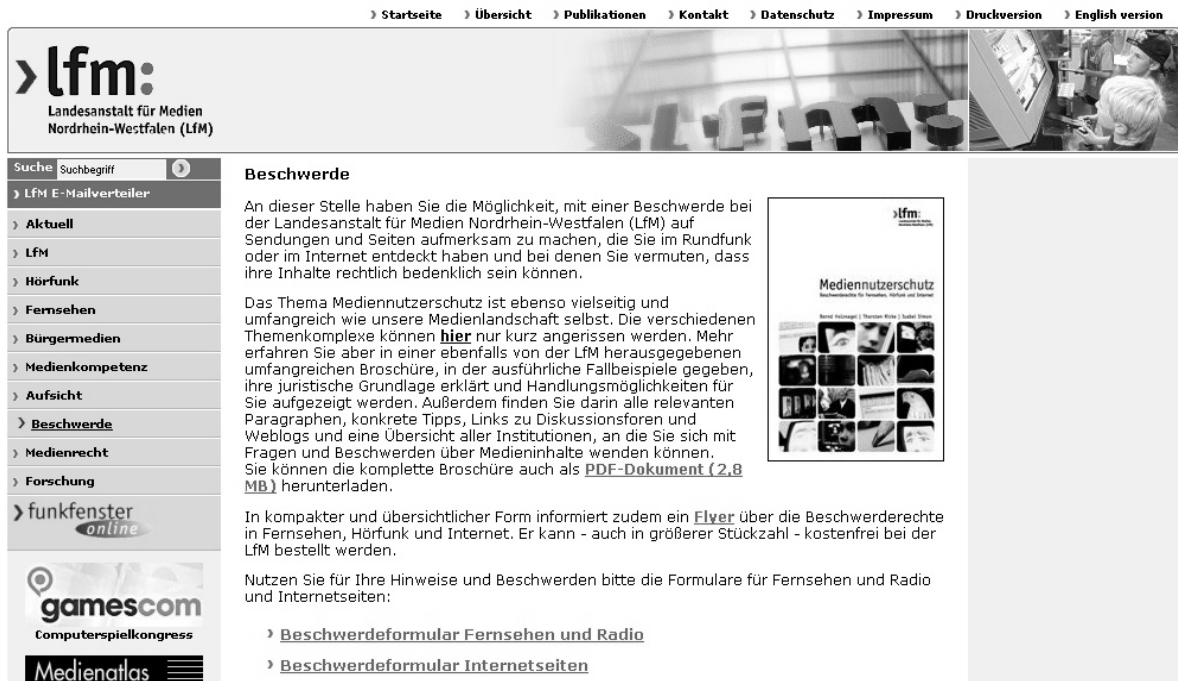 Startseite Übersicht Publikationen Kontakt Datenschutz Impressum Druckversion English version
lfm:
Landesanstalt für Medien
Nordrhein-Westfalen (LfM)
lfm:
Suche Suchbegriff
LfM E-Mailverteiler
Aktuell
LfM
Hörfunk
Fernsehen
Bürgermedien
Medienkompetenz
Aufsicht
Beschwerde
Medienrecht
Forschung
funkfenster
online
gamescom
Computerspielkongress
Medienatlas
Beschwerde
An dieser Stelle haben Sie die Möglichkeit, mit einer Beschwerde bei
der Landesanstalt für Medien Nordrhein-Westfalen (LfM) auf
Sendungen und Seiten aufmerksam zu machen, die Sie im Rundfunk
oder im Internet entdeckt haben und bei denen Sie vermuten, dass
ihre Inhalte rechtlich bedenklich sein können.
Das Thema Mediennutzerschutz ist ebenso vielseitig und
umfangreich wie unsere Medienlandschaft selbst. Die verschiedenen
Themenkomplexe können hier nur kurz angerissen werden. Mehr
erfahren Sie aber in einer ebenfalls von der LfM herausgegebenen
umfangreichen Broschüre, in der ausführliche Fallbeispiele gegeben,
ihre juristische Grundlage erklärt und Handlungsmöglichkeiten für
Sie aufgezeigt werden. Außerdem finden Sie darin alle relevanten
Paragraphen, konkrete Tipps, Links zu Diskussionsforen und
Weblogs und eine Übersicht aller Institutionen, an die Sie sich mit
Fragen und Beschwerden über Medieninhalte wenden können.
Sie können die komplette Broschüre auch als PDF-Dokument (2,8
MB) herunterladen.
lfm:
Mediennutzerschutz
Beschwerderechte für Fernsehen, Hörfunk und Internet
In kompakter und übersichtlicher Form informiert zudem ein Flyer über die Beschwerderechte
in Fernsehen, Hörfunk und Internet. Er kann - auch in größerer Stückzahl - kostenfrei bei der
LfM bestellt werden.
Nutzen Sie für Ihre Hinweise und Beschwerden bitte die Formulare für Fernsehen und Radio
und Internetseiten:
Beschwerdeformular Fernsehen und Radio
Beschwerdeformular Internetseiten